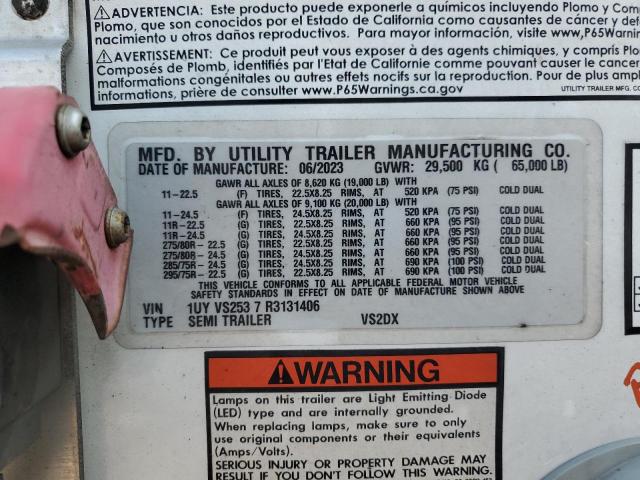 ⚠ADVERTENCIA: Este producto puede exponerle a químicos incluyendo Plomo y Comp
Plomo, que son conocidos por el Estado de California como causantes de cáncer y def
nacimiento u otros daños reproductivos. Para mayor información, visite www.P65Warn
⚠AVERTISSEMENT: Ce produit peut vous exposer à des agents chimiques, y compris Plo
Composés de Plomb, identifiés par l'Etat de Californie comme pouvant causer le cancer
malformations congénitales ou autres effets nocifs sur la reproduction. Pour de plus ampl
informations, prière de consulter www.P65Warnings.ca.gov
UTILITY TRAILER MFG. CO
MFD. BY UTILITY TRAILER MANUFACTURING CO.
DATE OF MANUFACTURE: 06/2023 GVWR: 29,500 KG ( 65,000 LB)
GAWR ALL AXLES OF 8,620 KG (19,000 LB) WITH
11-22.5 (F) TIRES, 22.5X8.25 RIMS, AT 520 KPA (75 PSI) COLD DUAL
GAWR ALL AXLES OF 9,100 KG (20,000 LB) WITH
11-24.5 (F) TIRES, 24.5X8.25 RIMS, AT 520 KPA (75 PSI) COLD DUAL
11R-22.5 (G) TIRES, 22.5X8.25 RIMS, AT 660 KPA (95 PSI) COLD DUAL
11R-24.5 (G) TIRES, 24.5X8.25 RIMS, AT 660 KPA (95 PSI) COLD DUAL
275/80R-22.5 (G) TIRES, 22.5X8.25 RIMS, AT 660 KPA (95 PSI) COLD DUAL
275/80R-24.5 (G) TIRES, 24.5X8.25 RIMS, AT 660 KPA (95 PSI) COLD DUAL
285/75R-24.5 (G) TIRES, 24.5X8.25 RIMS, AT 690 KPA (100 PSI) COLD DUAL
295/75R-22.5 (G) TIRES, 22.5X8.25 RIMS, AT 690 KPA (100 PSI) COLD DUAL
THIS VEHICLE CONFORMS TO ALL APPLICABLE FEDERAL MOTOR VEHICLE
SAFETY STANDARDS IN EFFECT ON DATE OF MANUFACTURE SHOWN ABOVE
VIN 1UY VS253 7 R3131406
TYPE SEMI TRAILER VS2DX
⚠WARNING
Lamps on this trailer are Light Emitting Diode
(LED) type and are internally grounded.
When replacing lamps, make sure to only
use original components or their equivalents
(Amps/Volts).
SERIOUS INJURY OR PROPERTY DAMAGE MAY
RESULT IF YOU DON'T FOLLOW THIS WARNING.